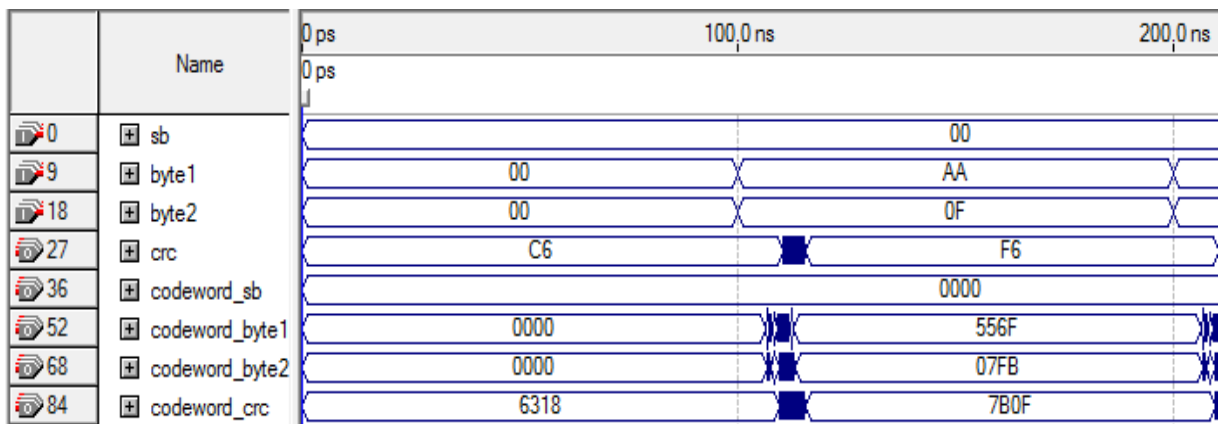 0 ps 100.0 ns 200.0 ns
Name 0 ps
0 sb 00
9 byte1 00 AA
18 byte2 00 0F
27 crc C6 F6
36 codeword_sb 0000
52 codeword_byte1 0000 556F
68 codeword_byte2 0000 07FB
84 codeword_crc 6318 7B0F